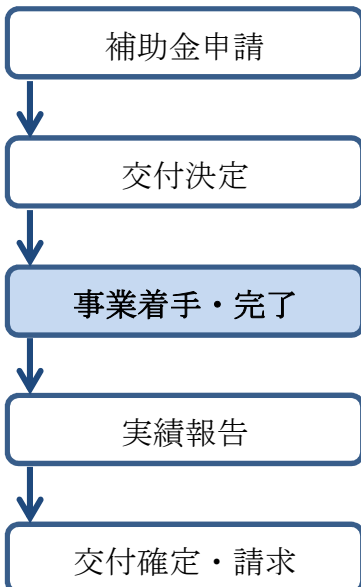 補助金申請
交付決定
事業着手・完了
実績報告
交付確定・請求